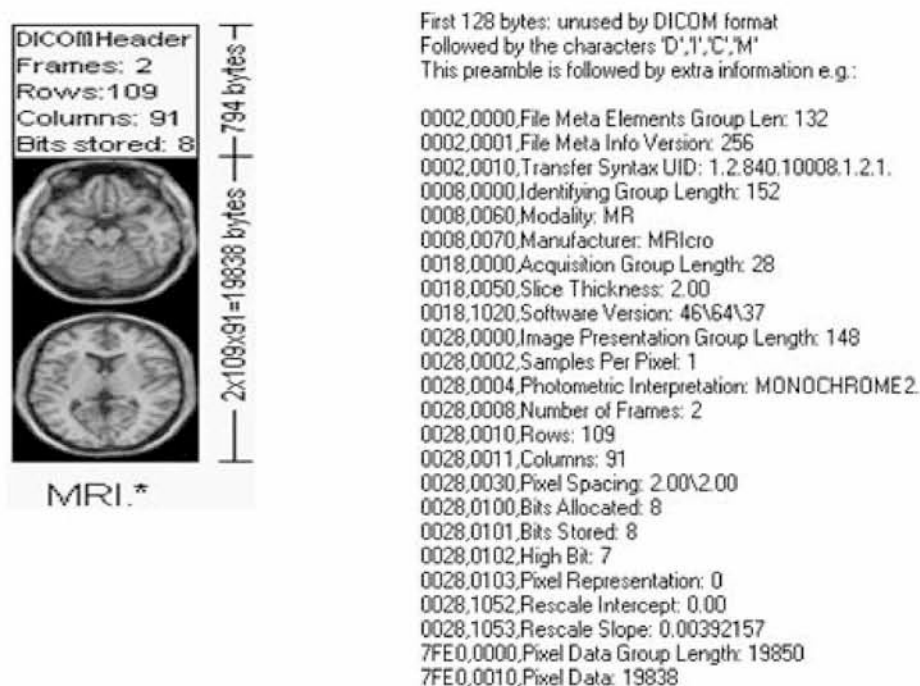 DICOM Header
Frames: 2
Rows:109
Columns: 91
Bits stored: 8
794 bytes
2x109x91=19838 bytes
MRI.*
First 128 bytes: unused by DICOM format
Followed by the characters 'D','I','C','M'
This preamble is followed by extra information e.g.:
0002,0000,File Meta Elements Group Len: 132
0002,0001,File Meta Info Version: 256
0002,0010,Transfer Syntax UID: 1.2.840.10008.1.2.1.
0008,0000,Identifying Group Length: 152
0008,0060,Modality: MR
0008,0070,Manufacturer: MRIcro
0018,0000,Acquisition Group Length: 28
0018,0050,Slice Thickness: 2.00
0018,1020,Software Version: 46\64\37
0028,0000,Image Presentation Group Length: 148
0028,0002,Samples Per Pixel: 1
0028,0004,Photometric Interpretation: MONOCHROME2.
0028,0008,Number of Frames: 2
0028,0010,Rows: 109
0028,0011,Columns: 91
0028,0030,Pixel Spacing: 2.00\2.00
0028,0100,Bits Allocated: 8
0028,0101,Bits Stored: 8
0028,0102,High Bit: 7
0028,0103,Pixel Representation: 0
0028,1052,Rescale Intercept: 0.00
0028,1053,Rescale Slope: 0.00392157
7FE0,0000,Pixel Data Group Length: 19850
7FE0,0010,Pixel Data: 19838